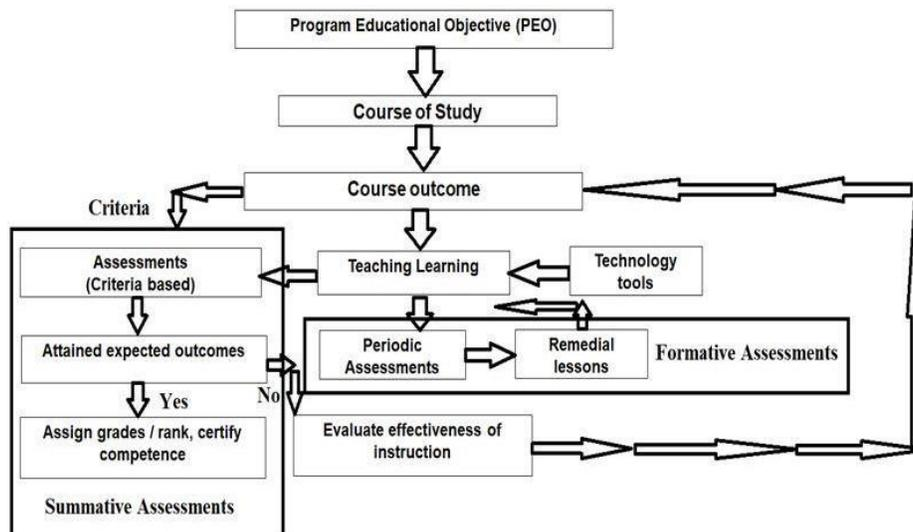 Program Educational Objective (PEO)
Course of Study
Course outcome
Criteria
Assessments
(Criteria based)
Teaching Learning
Technology
tools
Attained expected outcomes
Periodic
Assessments
Remedial
lessons
Formative Assessments
Yes
No
Assign grades / rank, certify
competence
Evaluate effectiveness of
instruction
Summative Assessments